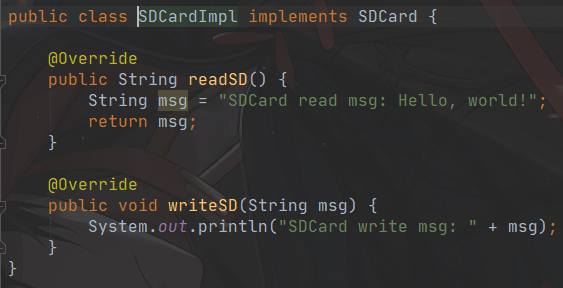 public class SDCardImpl implements SDCard {
@Override
public String readSD() {
String msg = "SDCard read msg: Hello, world!";
return msg;
}
@Override
public void writeSD(String msg) {
System.out.println("SDCard write msg: " + msg);
}
}